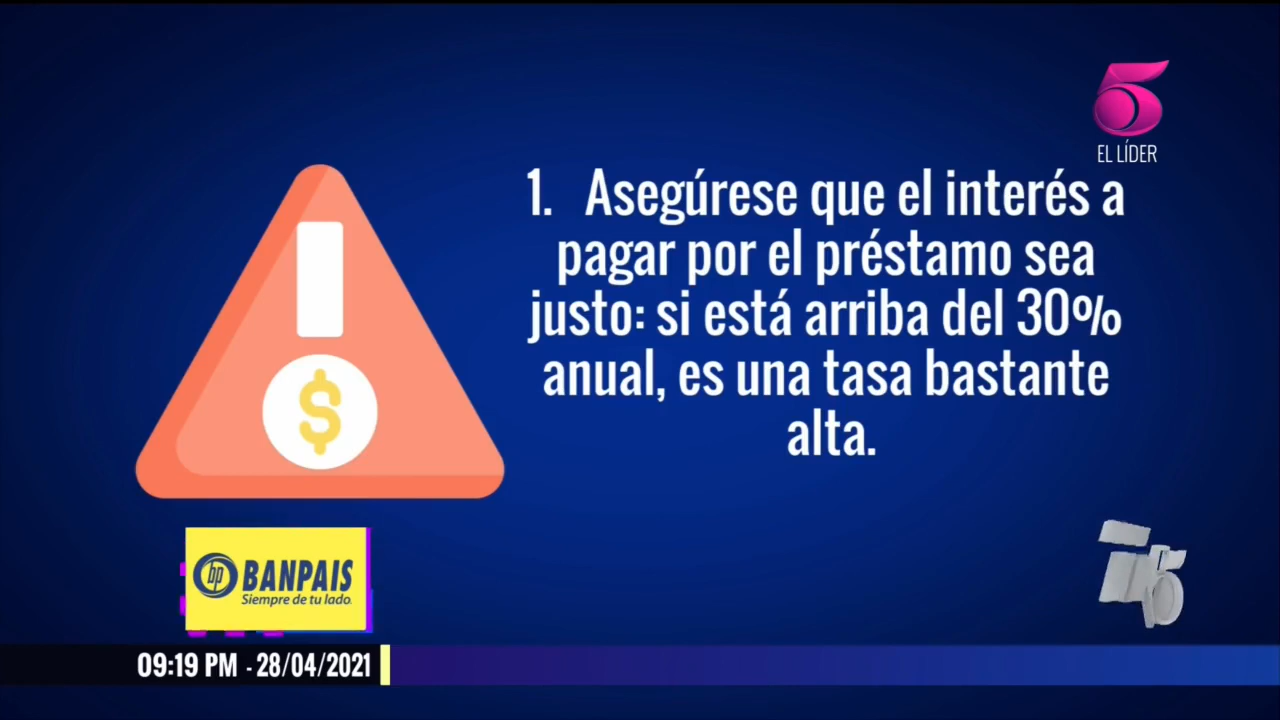 5
EL LÍDER
1. Asegúrese que el interés a
pagar por el préstamo sea
justo: si está arriba del 30%
anual, es una tasa bastante
alta.
$
bp BANPAIS
Siempre de tu lado.
09:19 PM - 28/04/2021